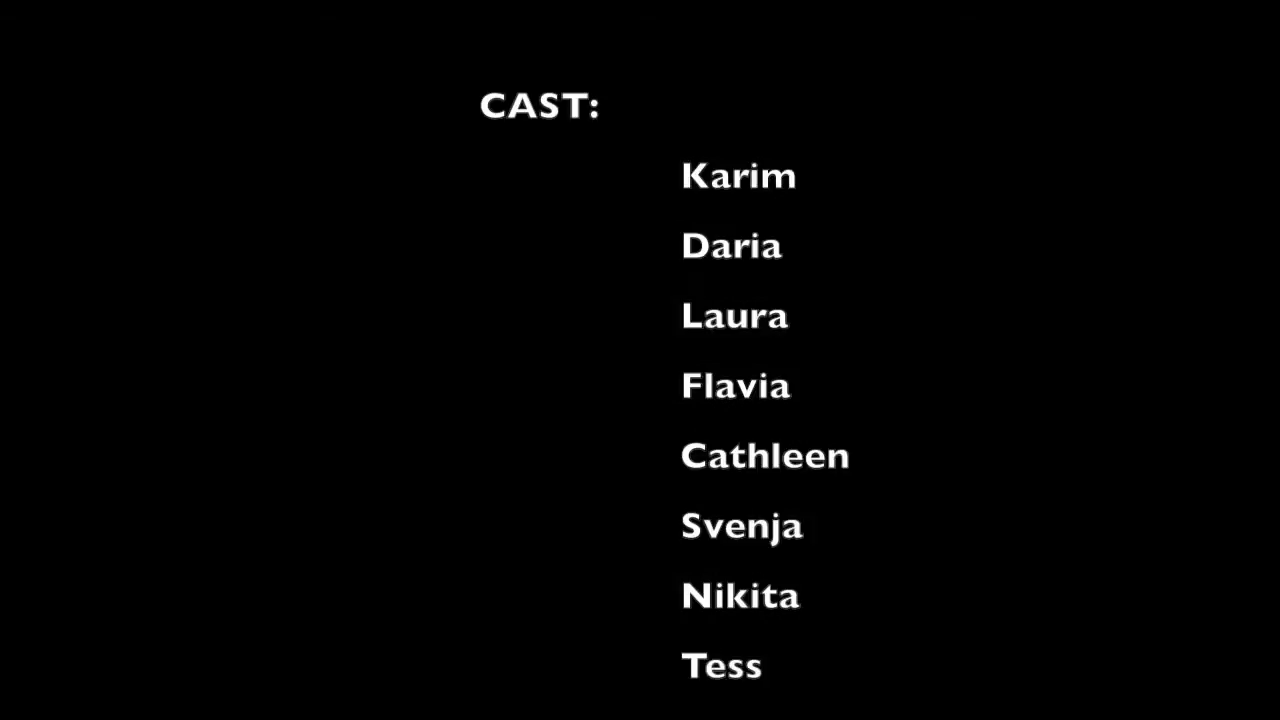 CAST:
Karim
Daria
Laura
Flavia
Cathleen
Svenja
Nikita
Tess